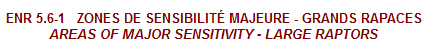 ENR 5.6-1 ZONES DE SENSIBILITÉ MAJEURE - GRANDS RAPACES
AREAS OF MAJOR SENSITIVITY - LARGE RAPTORS